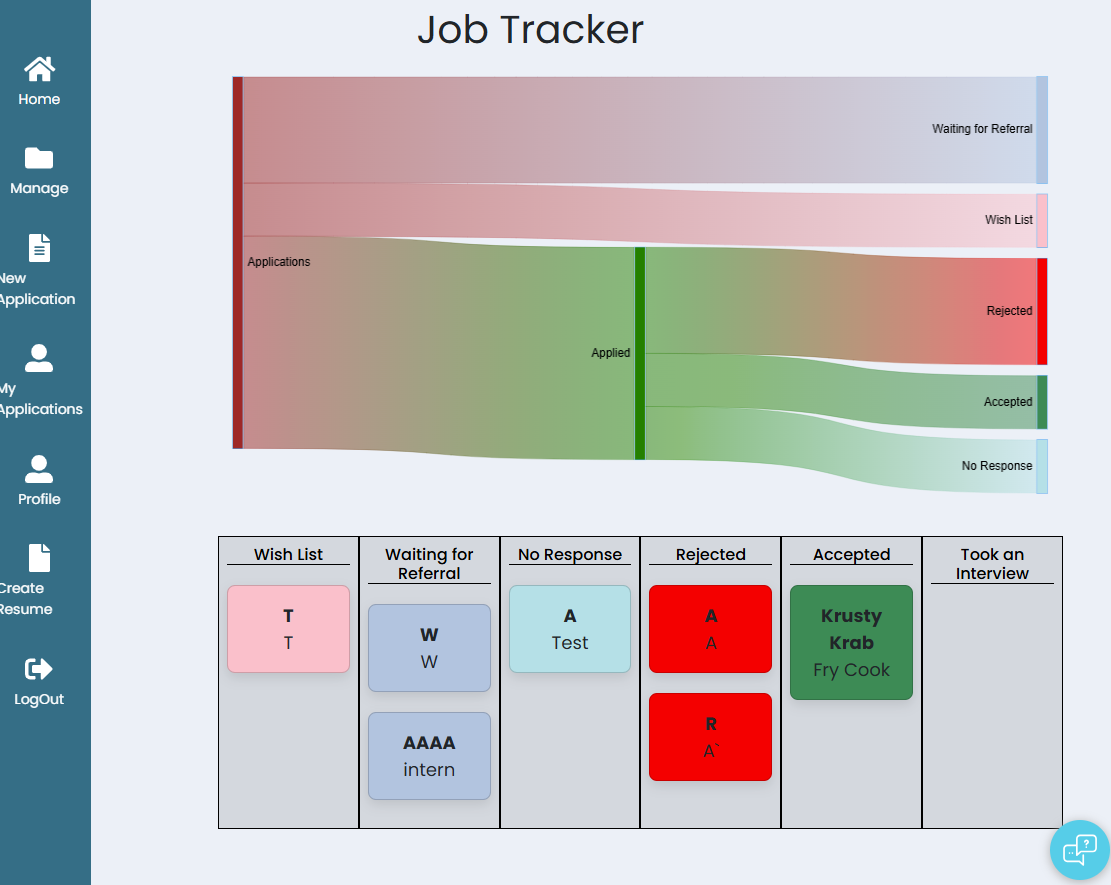 Job Tracker
Home
Manage
New
Application
My
Applications
Profile
Create
Resume
LogOut
Waiting for Referral
Wish List
Applications
Rejected
Applied
Accepted
No Response
Wish List
T
T
Waiting for
Referral
W
W
AAAA
intern
No Response
A
Test
Rejected
A
A
R
A`
Accepted
Krusty
Krab
Fry Cook
Took an
Interview
?